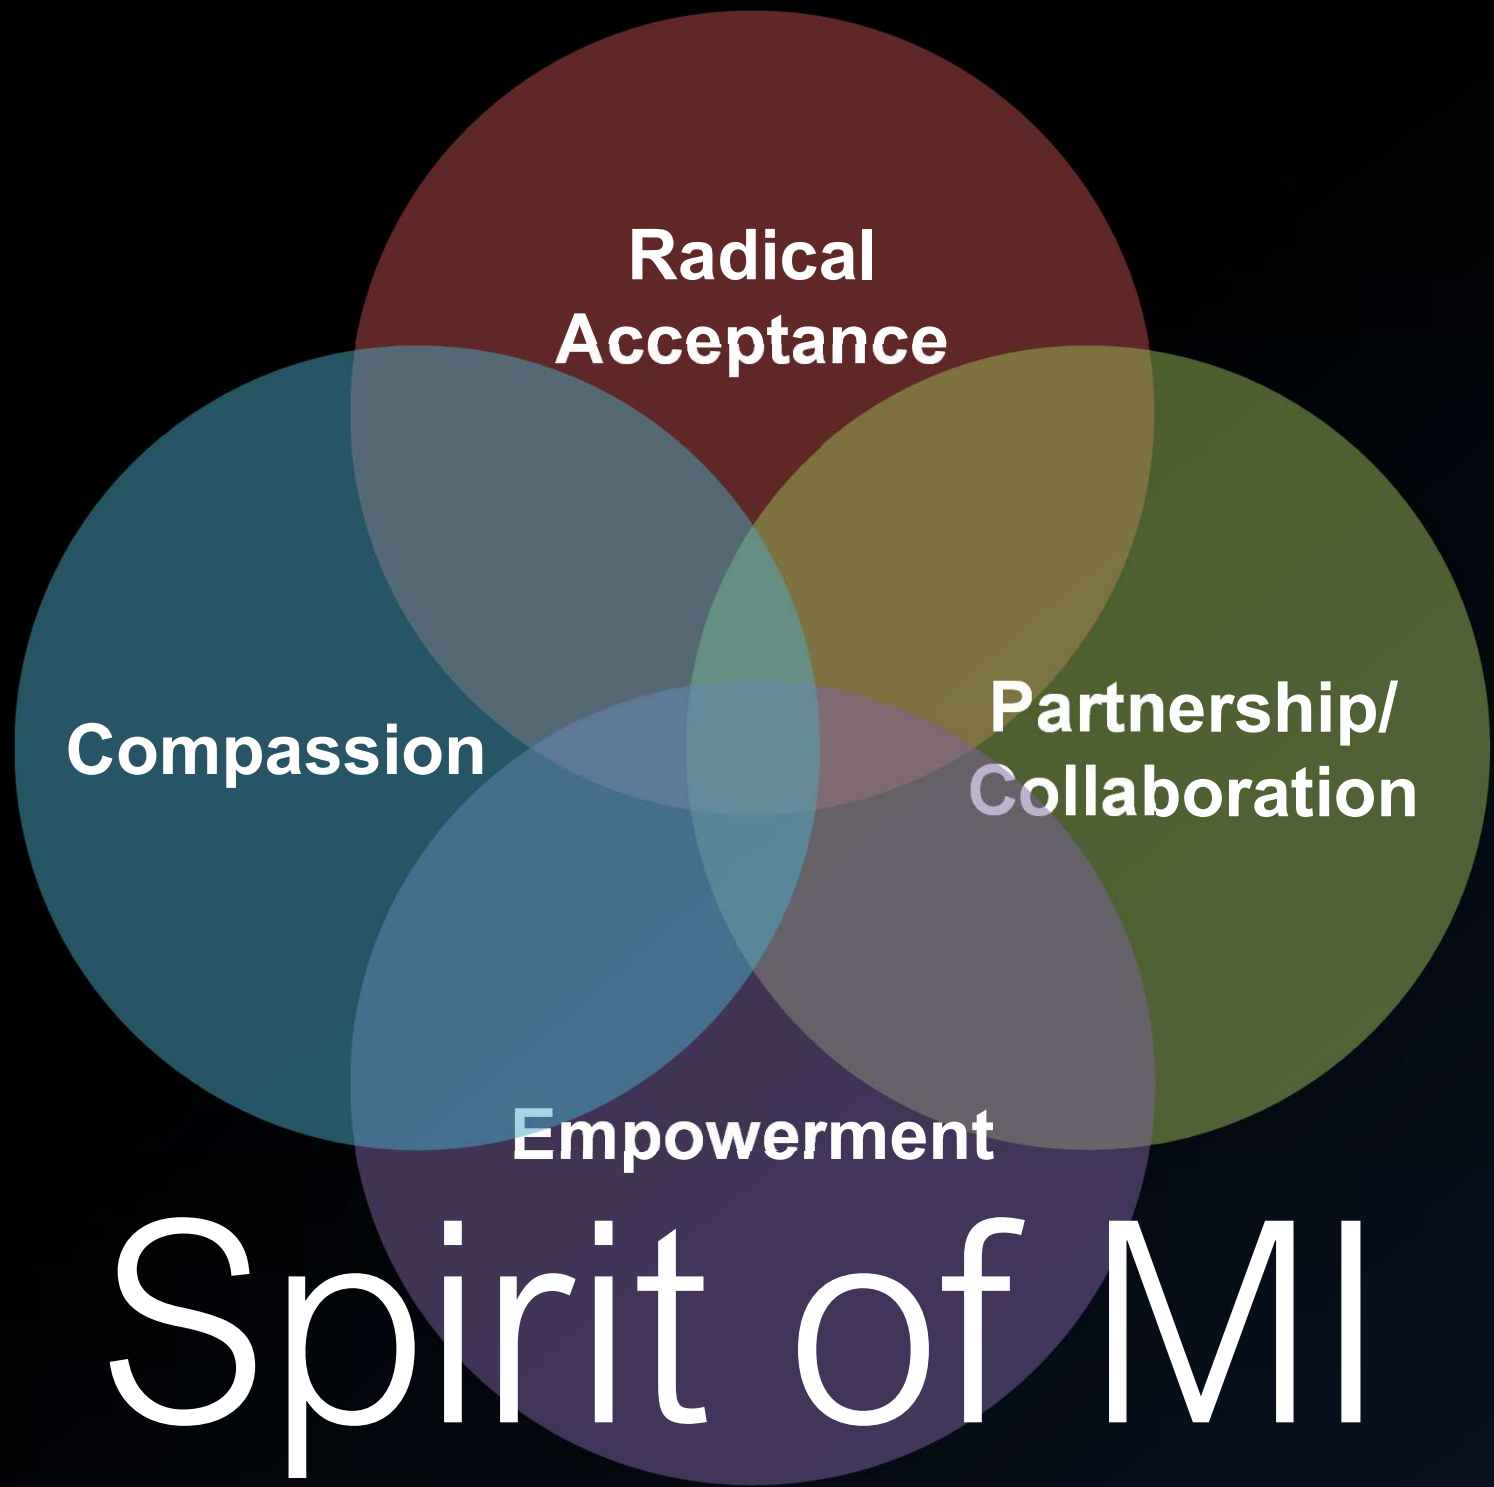 Radical
Acceptance
Compassion
Partnership/
Collaboration
Empowerment
Spirit of MI